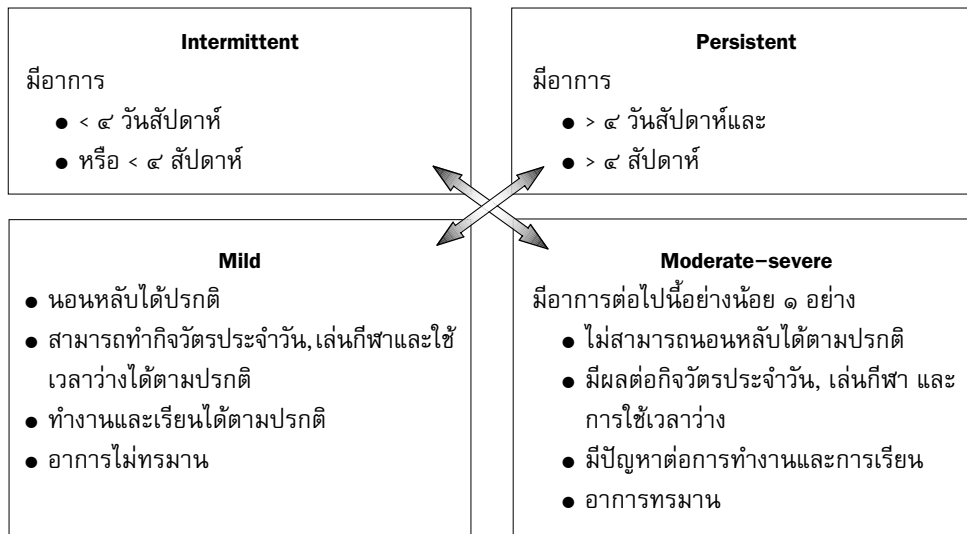 Intermittent
มีอาการ
● < ๔ วันสัปดาห์
● หรือ < ๔ สัปดาห์
Persistent
มีอาการ
● > ๔ วันสัปดาห์และ
● > ๔ สัปดาห์
Mild
● นอนหลับได้ปรกติ
● สามารถทำกิจวัตรประจำวัน, เล่นกีฬาและใช้
เวลาว่างได้ตามปรกติ
● ทำงานและเรียนได้ตามปรกติ
● อาการไม่ทรมาน
Moderate-severe
มีอาการต่อไปนี้อย่างน้อย ๑ อย่าง
● ไม่สามารถนอนหลับได้ตามปรกติ
● มีผลต่อกิจวัตรประจำวัน, เล่นกีฬา และ
การใช้เวลาว่าง
● มีปัญหาต่อการทำงานและการเรียน
● อาการทรมาน